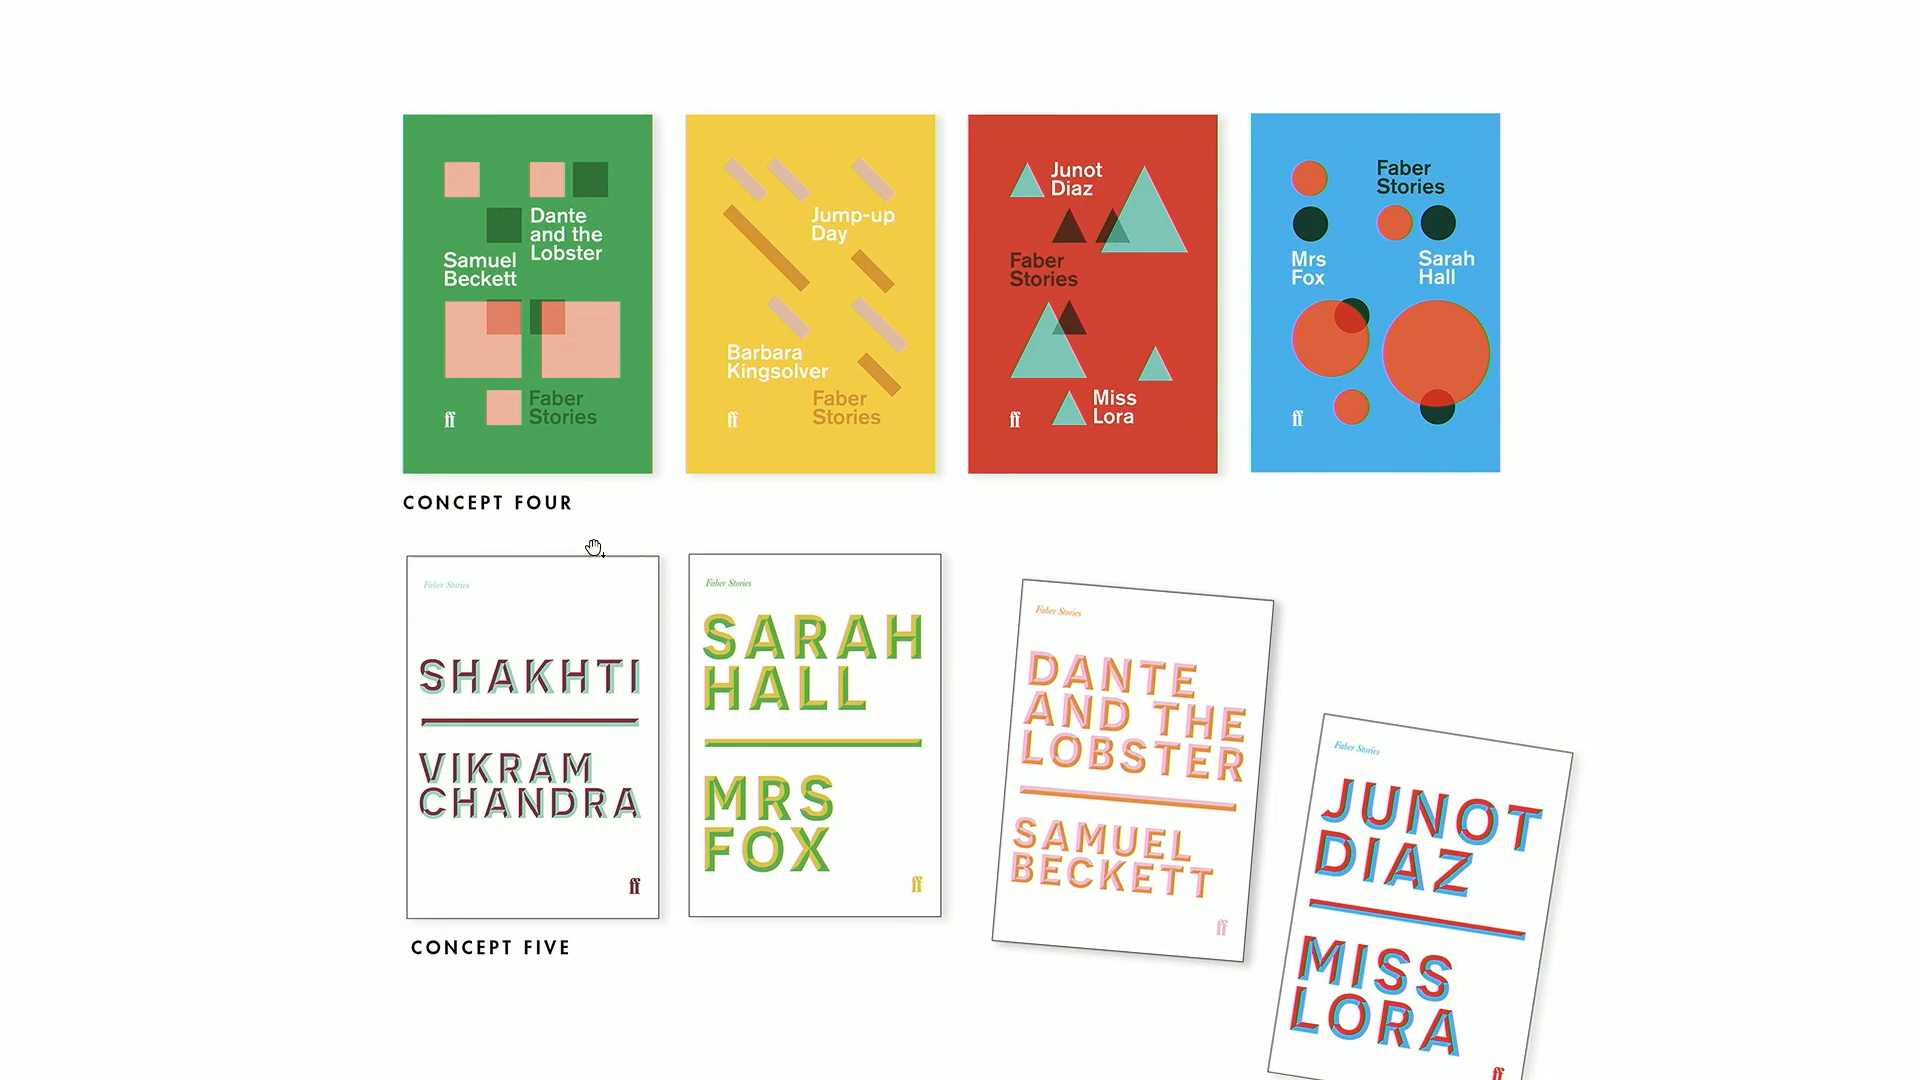 Dante
and the
Lobster
Samuel
Beckett
Faber
Stories
ff
Jump-up
Day
Barbara
Kingsolver
Faber
Stories
ff
Junot
Diaz
Faber
Stories
Miss
Lora
ff
Faber
Stories
Mrs
Fox
Sarah
Hall
ff
CONCEPT FOUR
Faber Stories
SHAKHTI
VIKRAM
CHANDRA
ff
Faber Stories
SARAH
HALL
MRS
FOX
ff
Faber Stories
DANTE
AND THE
LOBSTER
SAMUEL
BECKETT
ff
Faber Stories
JUNOT
DIAZ
MISS
LORA
ff
CONCEPT FIVE